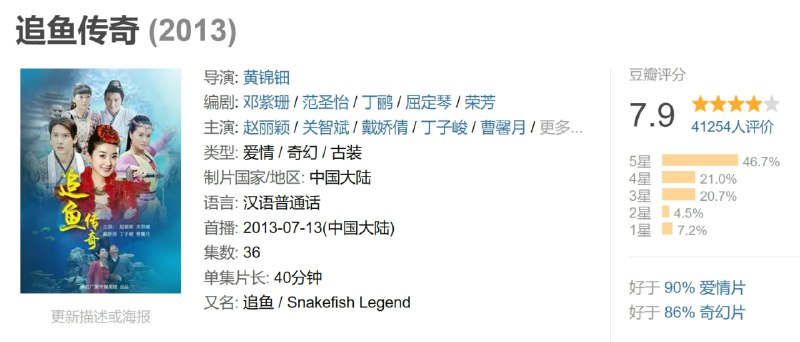 追鱼传奇 (2013)
追鱼传奇
更新描述或海报
导演: 黄锦钿
编剧: 邓紫珊 / 范圣怡 / 丁鹂 / 屈定琴 / 荣芳
主演: 赵丽颖 / 关智斌 / 戴娇倩 / 丁子峻 / 曹馨月 / 更多...
类型: 爱情 / 奇幻 / 古装
制片国家/地区: 中国大陆
语言: 汉语普通话
首播: 2013-07-13(中国大陆)
集数: 36
单集片长: 40分钟
又名: 追鱼 / Snakefish Legend
豆瓣评分
7.9
41254人评价
5星 46.7%
4星 21.0%
3星 20.7%
2星 4.5%
1星 7.2%
好于 90% 爱情片
好于 86% 奇幻片